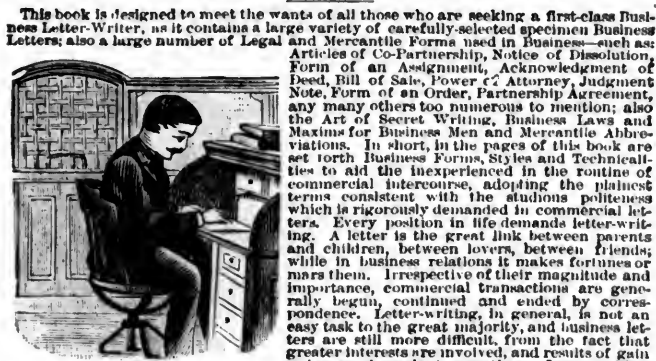 This book is designed to meet the wants of all those who are seeking a first-class Busi-
ness Letter-Writer, as it contains a large variety of carefully-selected specimen Business
Letters; also a large number of Legal and Mercantile Forms used in Business—such as:
Articles of Co-Partnership, Notice of Dissolution,
Form of an Assignment, Acknowledgment of
Deed, Bill of Sale, Power of Attorney, Judgment
Note, Form of an Order, Partnership Agreement,
any many others too numerous to mention; also
the Art of Secret Writing, Business Laws and
Maxims for Business Men and Mercantile Abbre-
viations. In short, in the pages of this book are
set forth Business Forms, Styles and Technicali-
ties to aid the inexperienced in the routine of
commercial intercourse, adopting the plainest
terms consistent with the studious politeness
which is rigorously demanded in commercial let-
ters. Every position in life demands letter-writ-
ing. A letter is the great link between parents
and children, between lovers, between friends;
while in business relations it makes fortunes or
mars them. Irrespective of their magnitude and
importance, commercial transactions are gene-
rally begun, continued and ended by corres-
pondence. Letter-writing, in general, is not an
easy task to the great majority, and business let-
ters are still more difficult, from the fact that
greater interests are involved, and results of gain